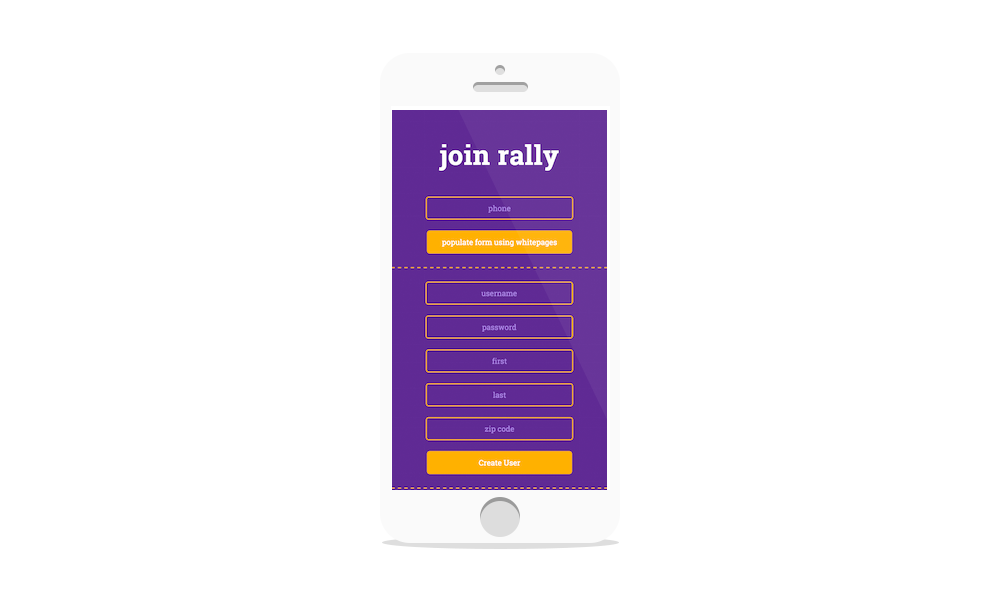 join rally
phone
populate form using whitepages
username
password
first
last
zip code
Create User